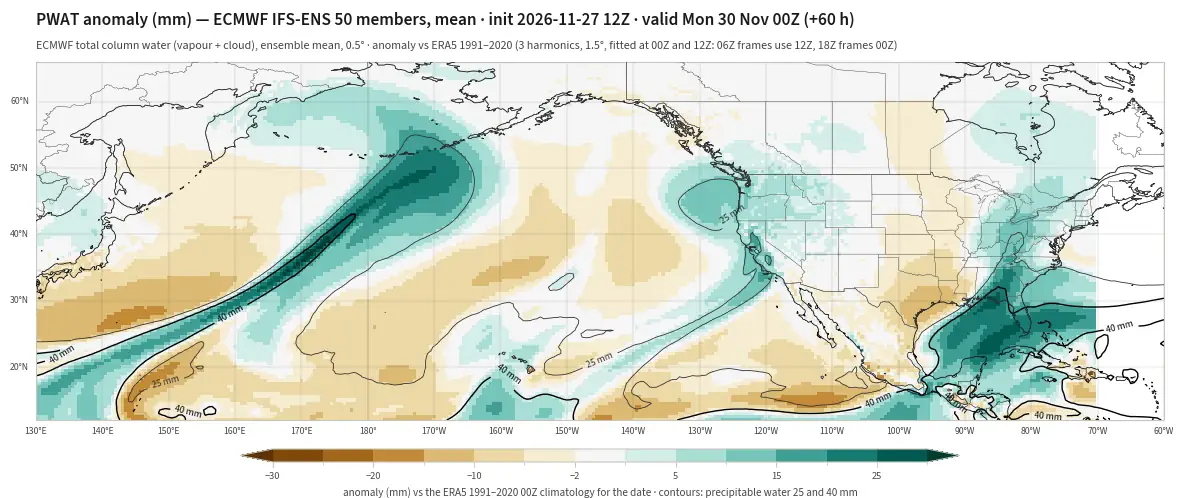 PWAT anomaly (mm) — ECMWF IFS-ENS 50 members, mean · init 2026-11-27 12Z · valid Mon 30 Nov 00Z (+60 h)
ECMWF total column water (vapour + cloud), ensemble mean, 0.5° · anomaly vs ERA5 1991–2020 (3 harmonics, 1.5°, fitted at 00Z and 12Z: 06Z frames use 12Z, 18Z frames 00Z)
60°N
50°N
40°N
30°N
20°N
25 mm
40 mm
40 mm
40 mm
25 mm
25 mm
40 mm
40 mm
40 mm
40 mm
40 mm
130°E 140°E 150°E 160°E 170°E 180° 170°W 160°W 150°W 140°W 130°W 120°W 110°W 100°W 90°W 80°W 70°W 60°W
−30 −20 −10 −2 5 15 25
anomaly (mm) vs the ERA5 1991–2020 00Z climatology for the date · contours: precipitable water 25 and 40 mm